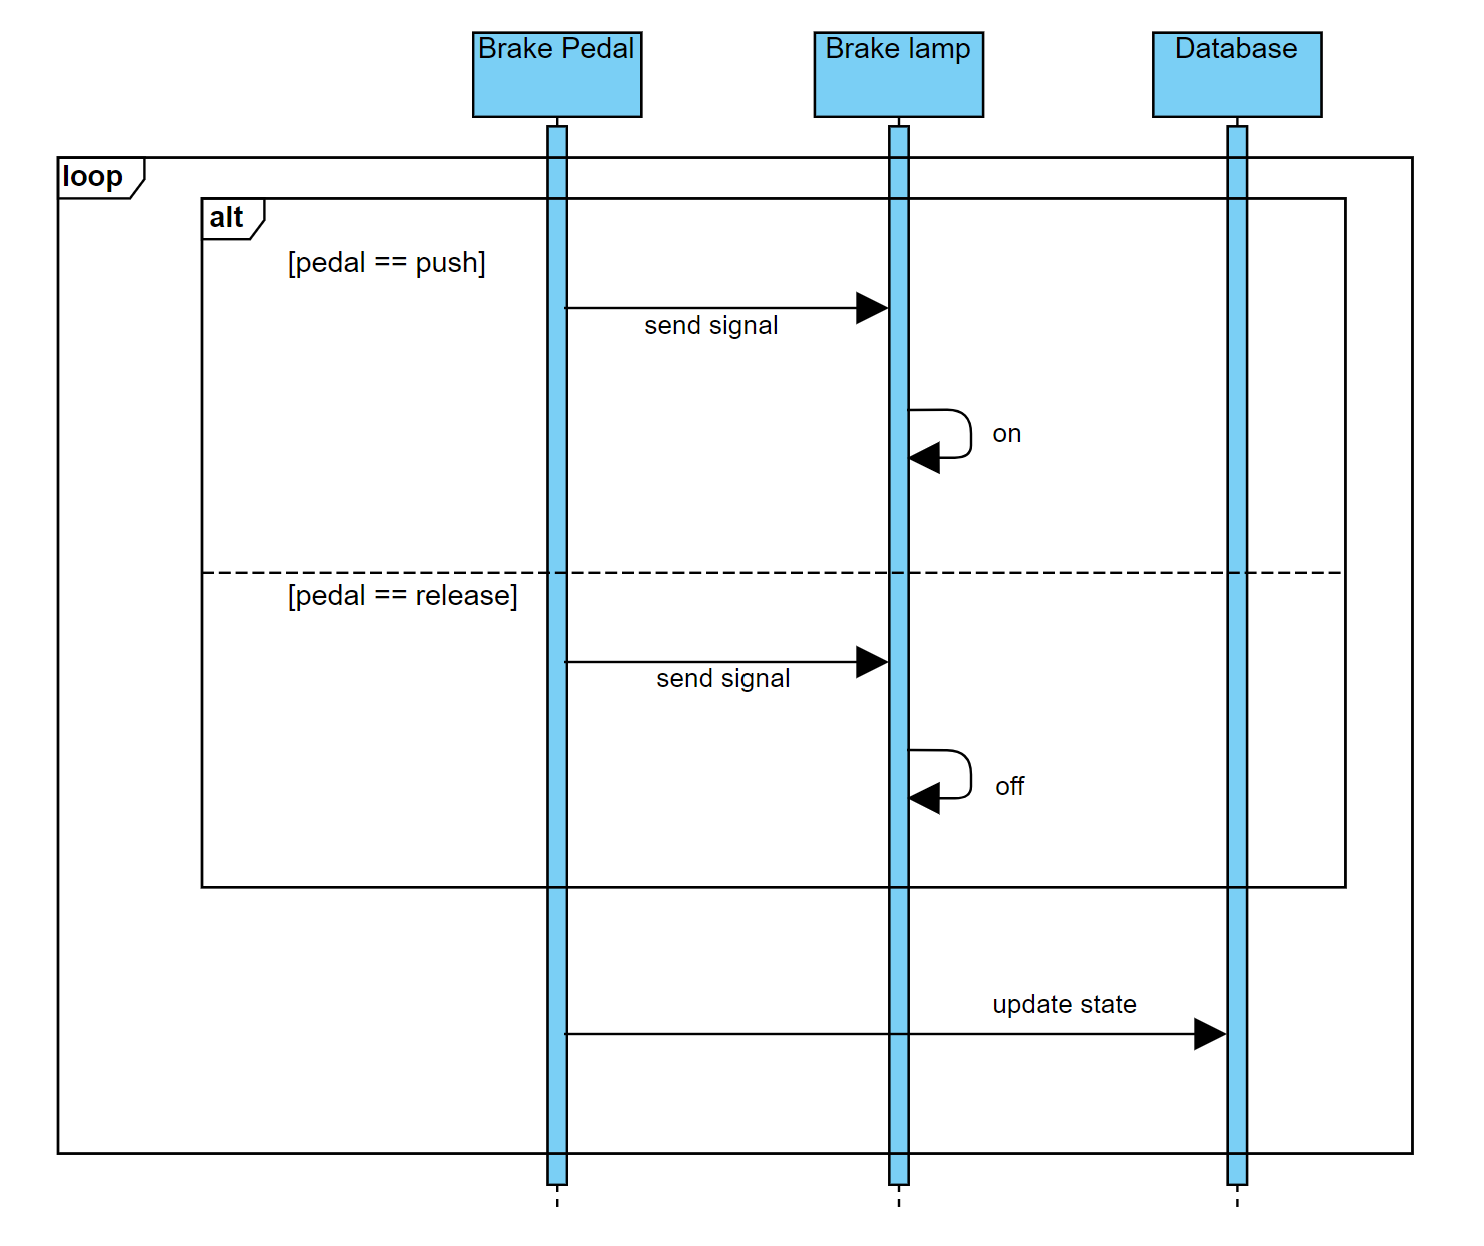 Brake Pedal
Brake lamp
Database
loop
alt
[pedal == push]
send signal
on
[pedal == release]
send signal
off
update state